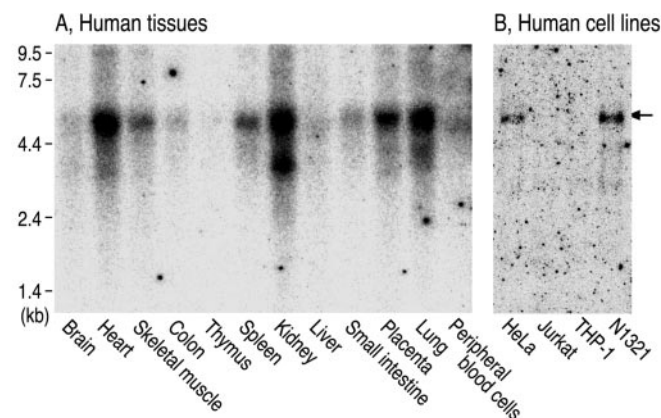 A, Human tissues
B, Human cell lines
9.5
7.5
4.4
2.4
1.4
(kb)
Brain
Heart
Skeletal muscle
Colon
Thymus
Spleen
Kidney
Liver
Small intestine
Placenta
Lung
Peripheral
blood cells
HeLa
Jurkat
THP-1
N1321